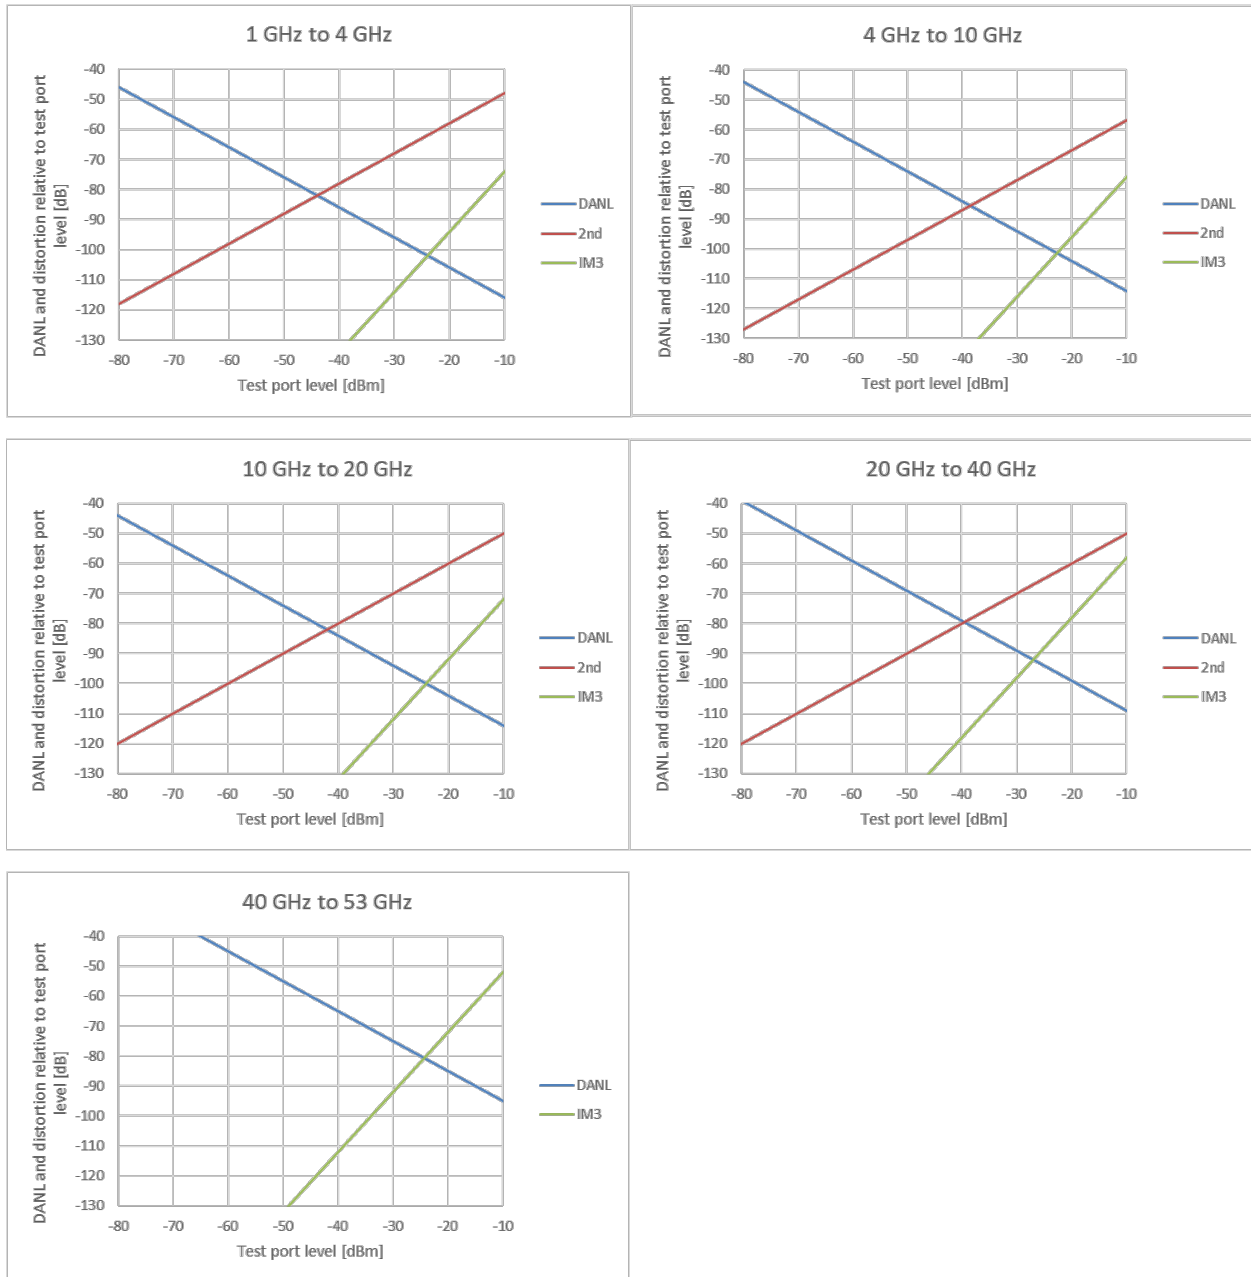 1 GHz to 4 GHz
DANL and distortion relative to test port
level [dB]
-40
-50
-60
-70
-80
-90
-100
-110
-120
-130
-80 -70 -60 -50 -40 -30 -20 -10
Test port level [dBm]
DANL
2nd
IM3
4 GHz to 10 GHz
DANL and distortion relative to test port
level [dB]
-40
-50
-60
-70
-80
-90
-100
-110
-120
-130
-80 -70 -60 -50 -40 -30 -20 -10
Test port level [dBm]
DANL
2nd
IM3
10 GHz to 20 GHz
DANL and distortion relative to test port
level [dB]
-40
-50
-60
-70
-80
-90
-100
-110
-120
-130
-80 -70 -60 -50 -40 -30 -20 -10
Test port level [dBm]
DANL
2nd
IM3
20 GHz to 40 GHz
DANL and distortion relative to test port
level [dB]
-40
-50
-60
-70
-80
-90
-100
-110
-120
-130
-80 -70 -60 -50 -40 -30 -20 -10
Test port level [dBm]
DANL
2nd
IM3
40 GHz to 53 GHz
DANL and distortion relative to test port
level [dB]
-40
-50
-60
-70
-80
-90
-100
-110
-120
-130
-80 -70 -60 -50 -40 -30 -20 -10
Test port level [dBm]
DANL
IM3